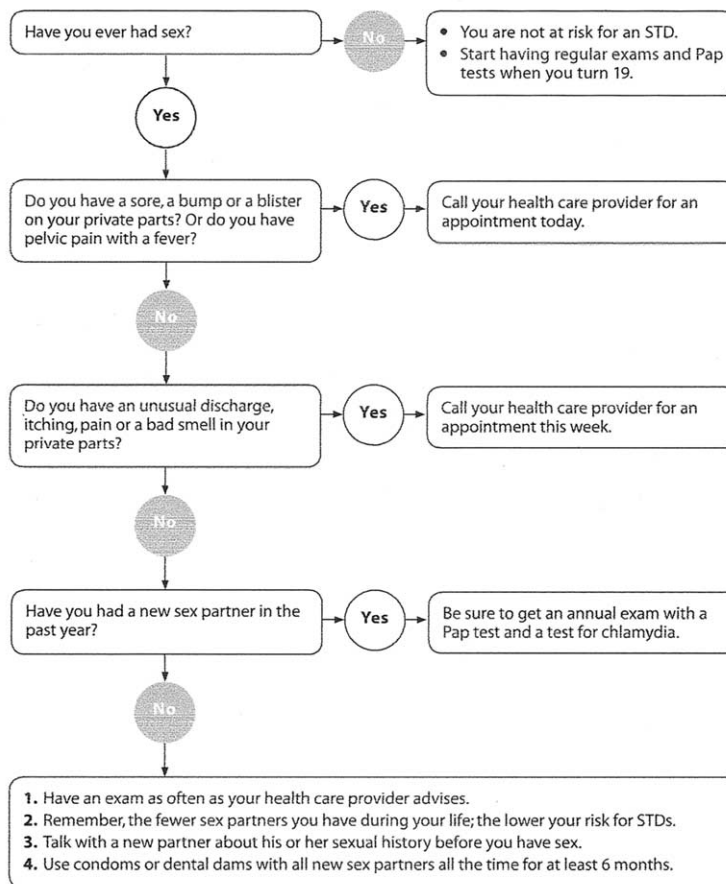 Have you ever had sex?
No
• You are not at risk for an STD.
• Start having regular exams and Pap
tests when you turn 19.
Yes
Do you have a sore, a bump or a blister
on your private parts? Or do you have
pelvic pain with a fever?
Yes
Call your health care provider for an
appointment today.
No
Do you have an unusual discharge,
itching, pain or a bad smell in your
private parts?
Yes
Call your health care provider for an
appointment this week.
No
Have you had a new sex partner in the
past year?
Yes
Be sure to get an annual exam with a
Pap test and a test for chlamydia.
No
1. Have an exam as often as your health care provider advises.
2. Remember, the fewer sex partners you have during your life; the lower your risk for STDs.
3. Talk with a new partner about his or her sexual history before you have sex.
4. Use condoms or dental dams with all new sex partners all the time for at least 6 months.